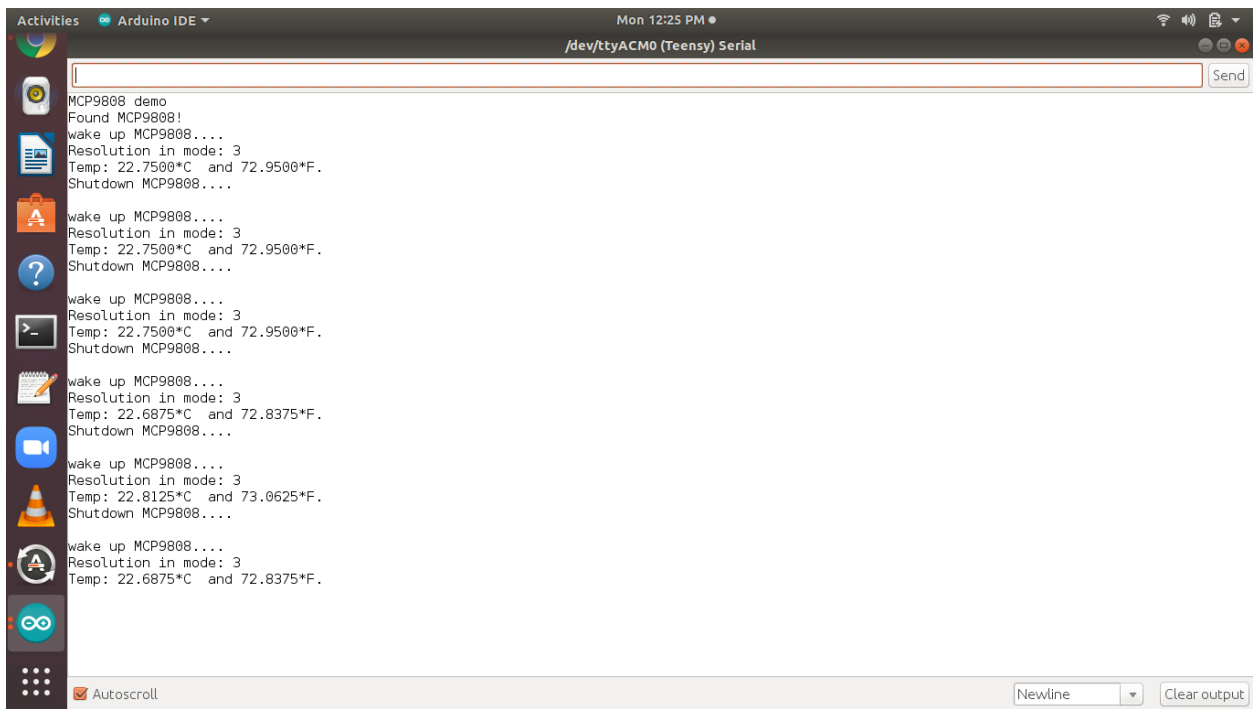 Activities Arduino IDE Mon 12:25 PM
/dev/ttyACM0 (Teensy) Serial
Send
MCP9808 demo
Found MCP9808!
wake up MCP9808....
Resolution in mode: 3
Temp: 22.7500*C  and 72.9500*F.
Shutdown MCP9808....
wake up MCP9808....
Resolution in mode: 3
Temp: 22.7500*C  and 72.9500*F.
Shutdown MCP9808....
wake up MCP9808....
Resolution in mode: 3
Temp: 22.7500*C  and 72.9500*F.
Shutdown MCP9808....
wake up MCP9808....
Resolution in mode: 3
Temp: 22.6875*C  and 72.8375*F.
Shutdown MCP9808....
wake up MCP9808....
Resolution in mode: 3
Temp: 22.8125*C  and 73.0625*F.
Shutdown MCP9808....
wake up MCP9808....
Resolution in mode: 3
Temp: 22.6875*C  and 72.8375*F.
Autoscroll Newline Clear output